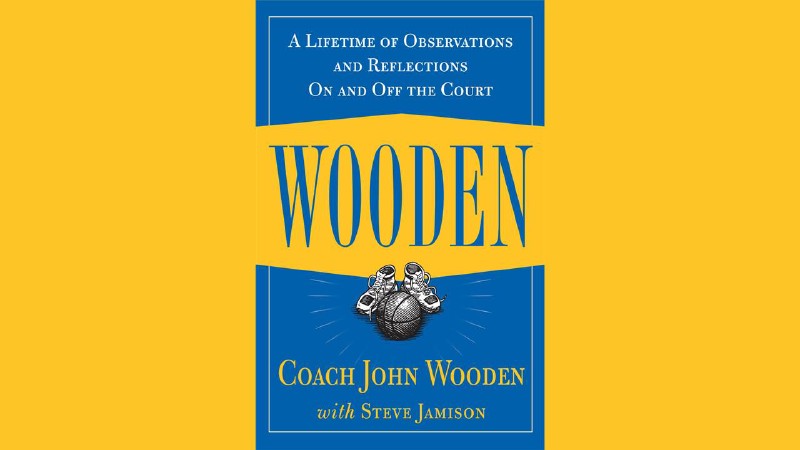 A Lifetime of Observations
and Reflections
On and Off the Court
WOODEN
Coach John Wooden
with Steve Jamison